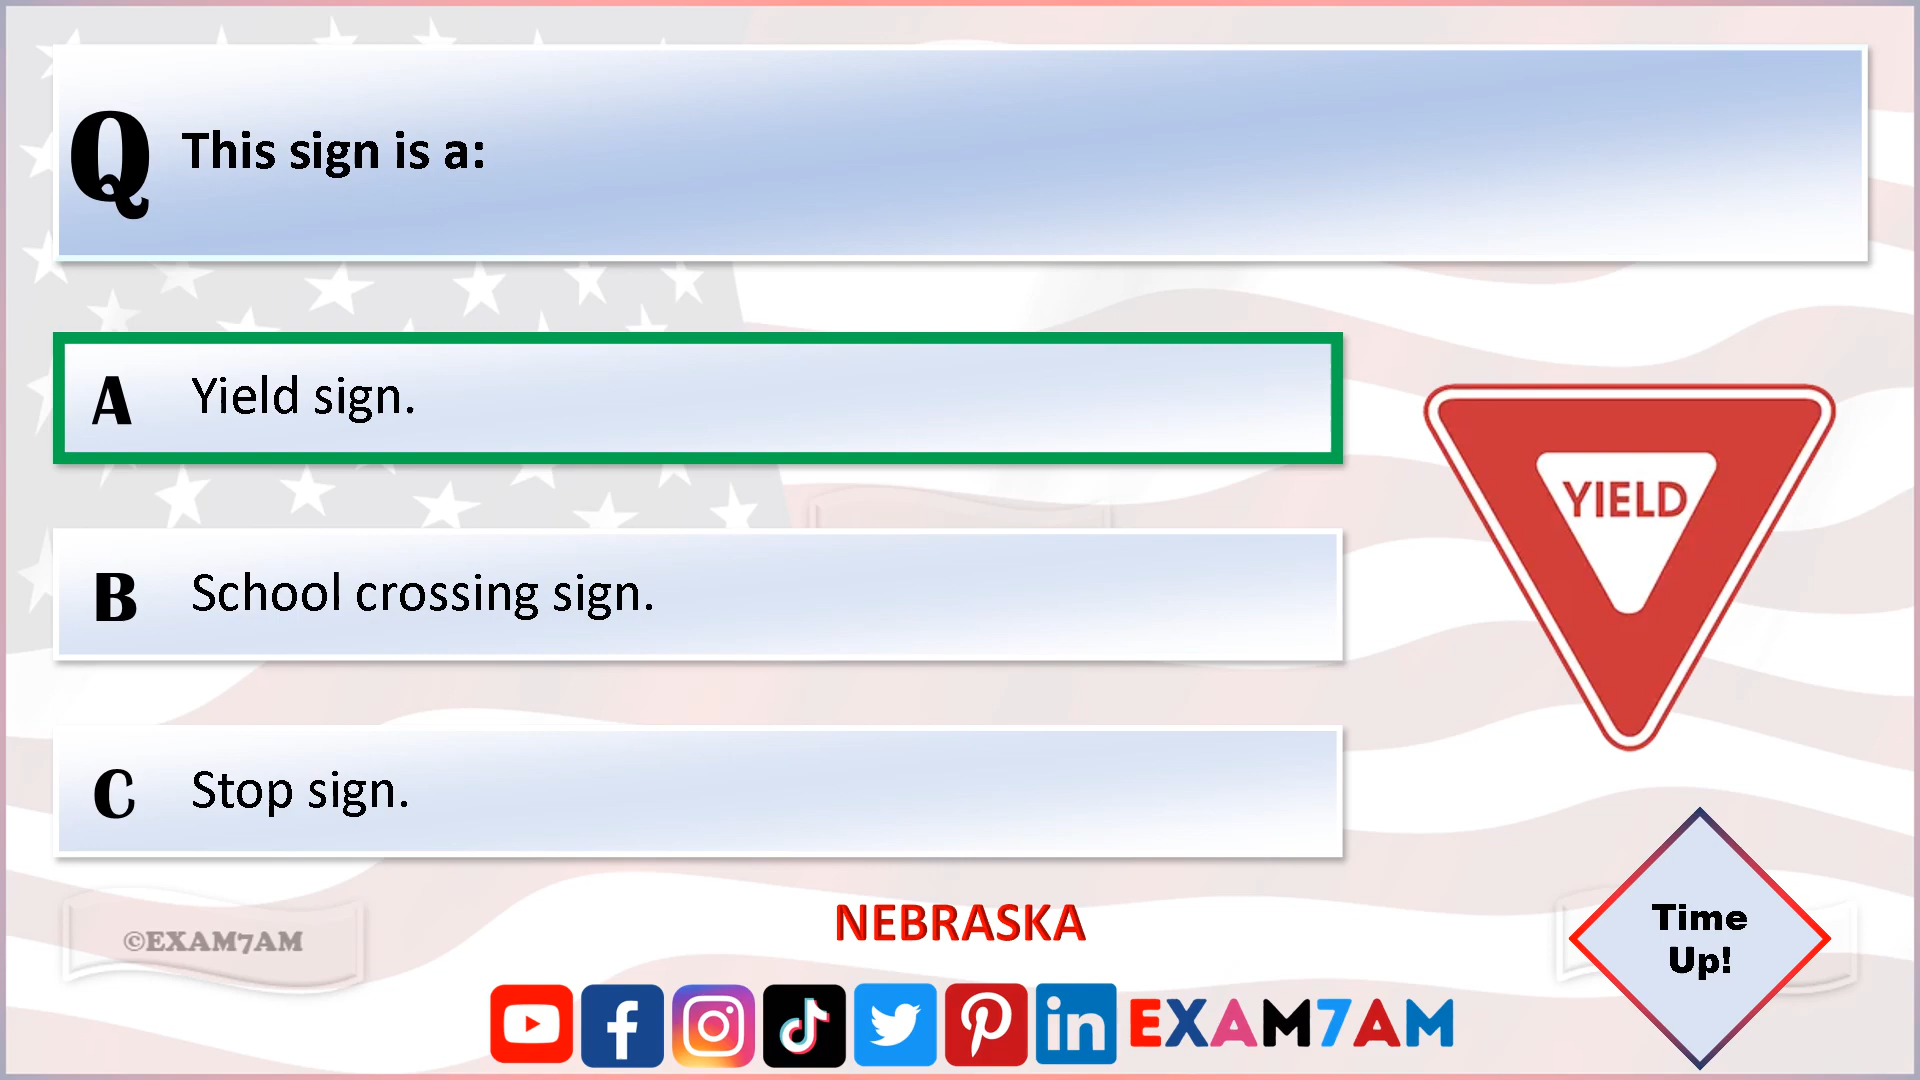 Q This sign is a:
A Yield sign.
YIELD
B School crossing sign.
C Stop sign.
Time
Up!
NEBRASKA
©EXAM7AM
EXAM7AM